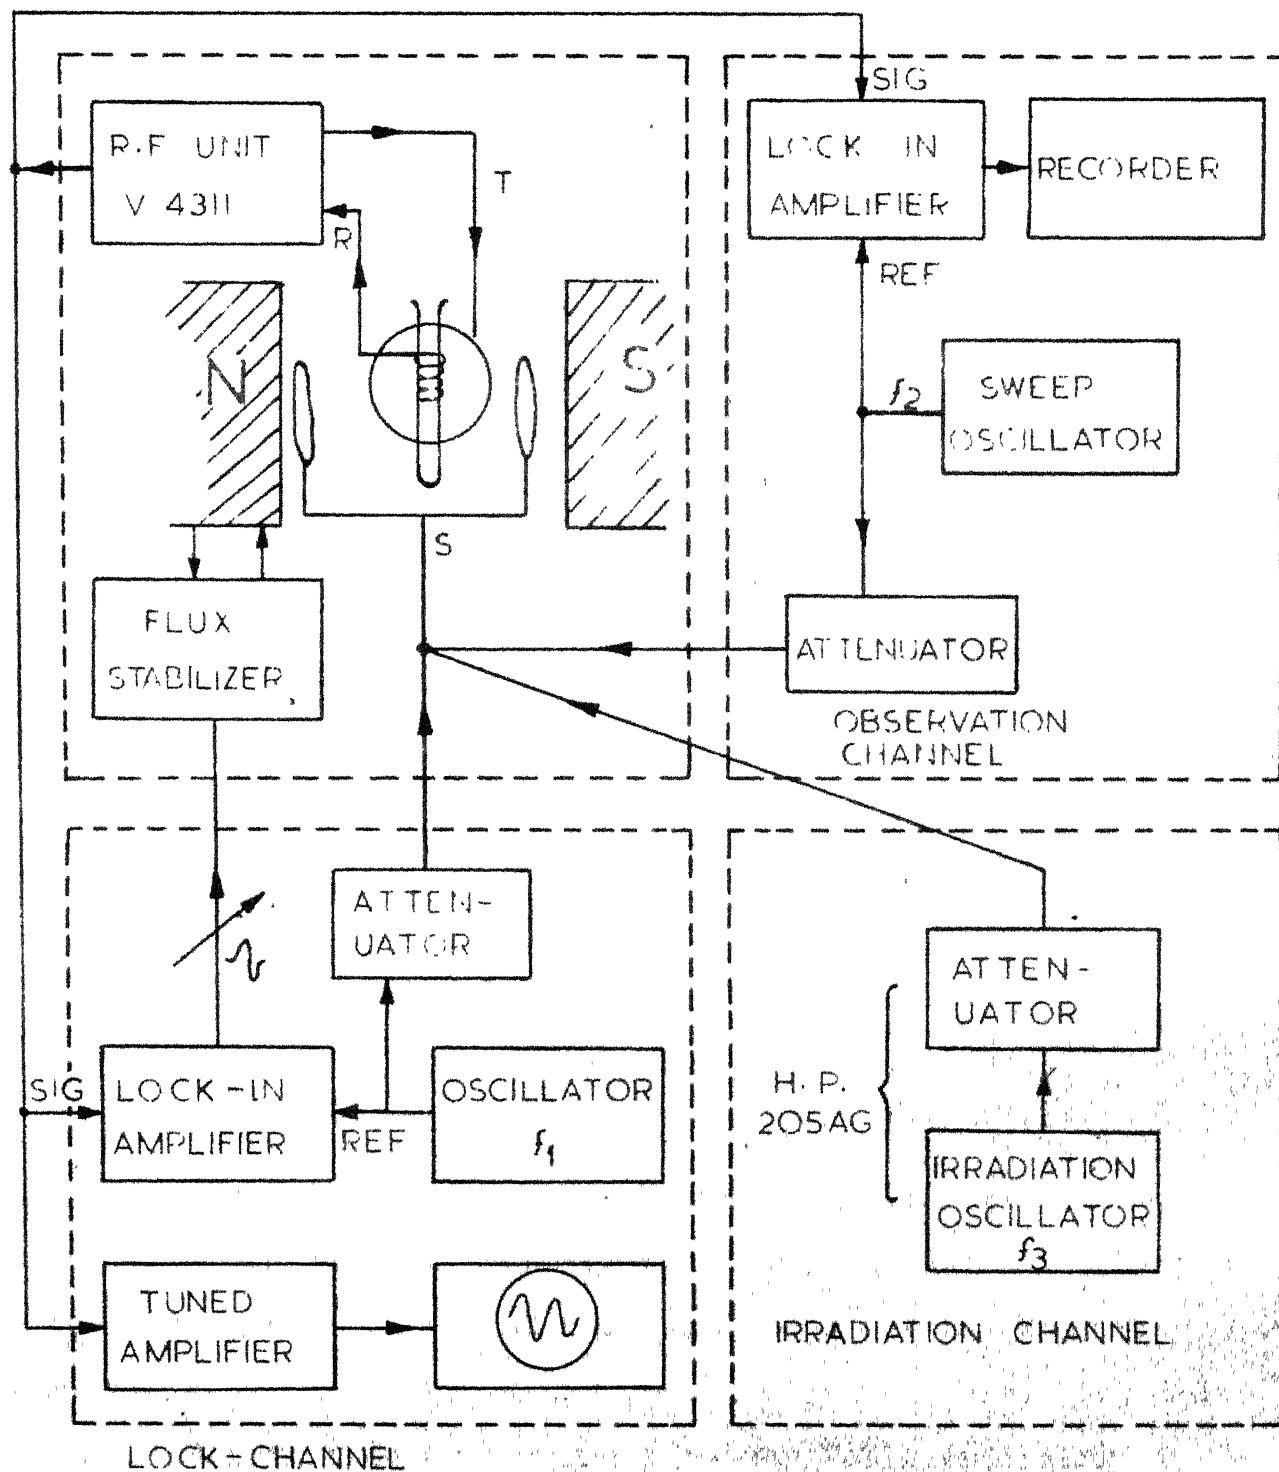 SIG
R.F UNIT
V 4311
T
R
LOCK IN
AMPLIFIER
RECORDER
REF
N
S
f2
SWEEP
OSCILLATOR
S
FLUX
STABILIZER
ATTENUATOR
OBSERVATION
CHANNEL
ATTEN-
UATOR
ATTEN-
UATOR
SIG
LOCK-IN
AMPLIFIER
REF
OSCILLATOR
f1
H.P.
205AG
IRRADIATION
OSCILLATOR
f3
TUNED
AMPLIFIER
IRRADIATION CHANNEL
LOCK-CHANNEL